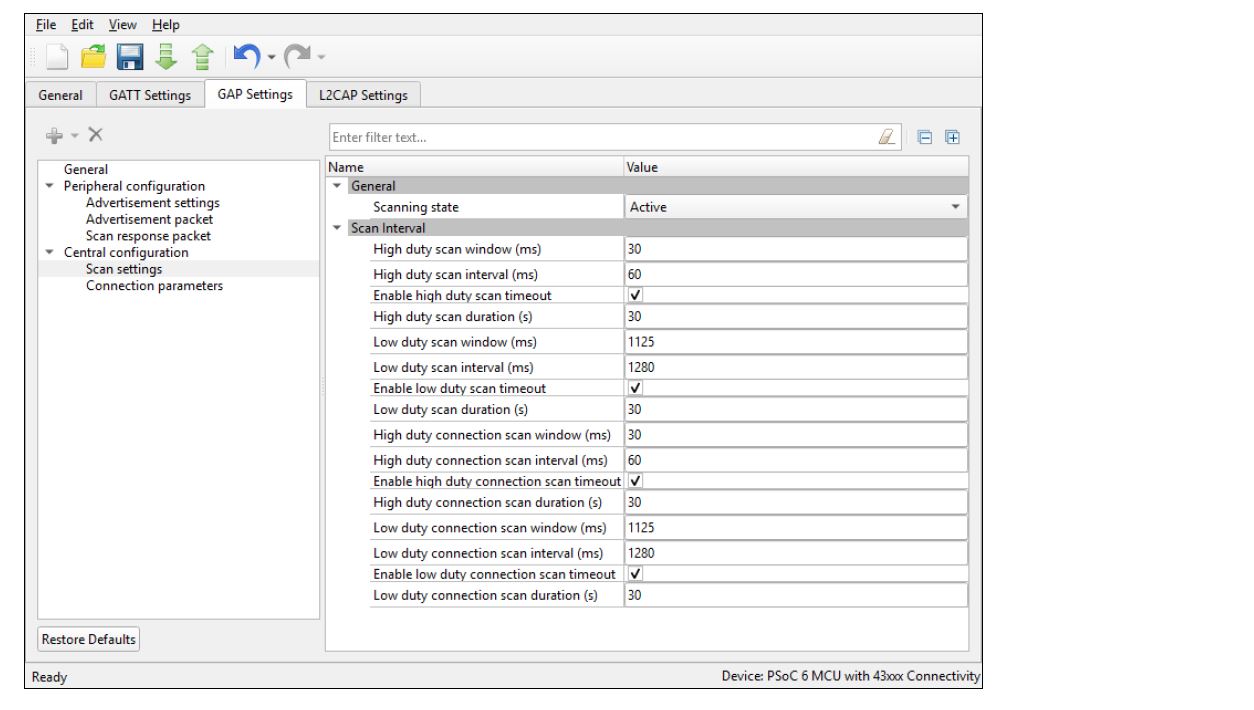 File Edit View Help
General GATT Settings GAP Settings L2CAP Settings
Enter filter text...
General
Peripheral configuration
Advertisement settings
Advertisement packet
Scan response packet
Central configuration
Scan settings
Connection parameters
Restore Defaults
Name Value
General
Scanning state Active
Scan Interval
High duty scan window (ms) 30
High duty scan interval (ms) 60
Enable high duty scan timeout
High duty scan duration (s) 30
Low duty scan window (ms) 1125
Low duty scan interval (ms) 1280
Enable low duty scan timeout
Low duty scan duration (s) 30
High duty connection scan window (ms) 30
High duty connection scan interval (ms) 60
Enable high duty connection scan timeout
High duty connection scan duration (s) 30
Low duty connection scan window (ms) 1125
Low duty connection scan interval (ms) 1280
Enable low duty connection scan timeout
Low duty connection scan duration (s) 30
Ready Device: PSoC 6 MCU with 43xxx Connectivity